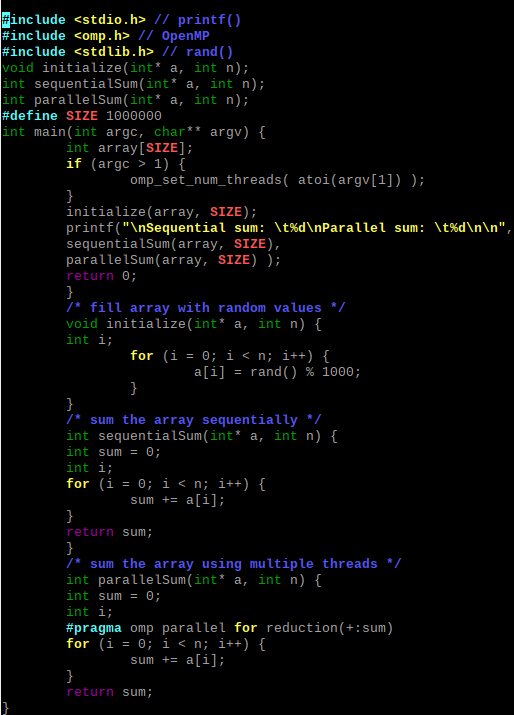 #include <stdio.h> // printf()
#include <omp.h> // OpenMP
#include <stdlib.h> // rand()
void initialize(int* a, int n);
int sequentialSum(int* a, int n);
int parallelSum(int* a, int n);
#define SIZE 1000000
int main(int argc, char** argv) {
        int array[SIZE];
        if (argc > 1) {
                omp_set_num_threads( atoi(argv[1]) );
        }
        initialize(array, SIZE);
        printf("\nSequential sum: \t%d\nParallel sum: \t%d\n\n",
        sequentialSum(array, SIZE),
        parallelSum(array, SIZE) );
        return 0;
        }
        /* fill array with random values */
        void initialize(int* a, int n) {
        int i;
                for (i = 0; i < n; i++) {
                        a[i] = rand() % 1000;
                }
        }
        /* sum the array sequentially */
        int sequentialSum(int* a, int n) {
        int sum = 0;
        int i;
        for (i = 0; i < n; i++) {
                sum += a[i];
        }
        return sum;
        }
        /* sum the array using multiple threads */
        int parallelSum(int* a, int n) {
        int sum = 0;
        int i;
        #pragma omp parallel for reduction(+:sum)
        for (i = 0; i < n; i++) {
                sum += a[i];
        }
        return sum;
}